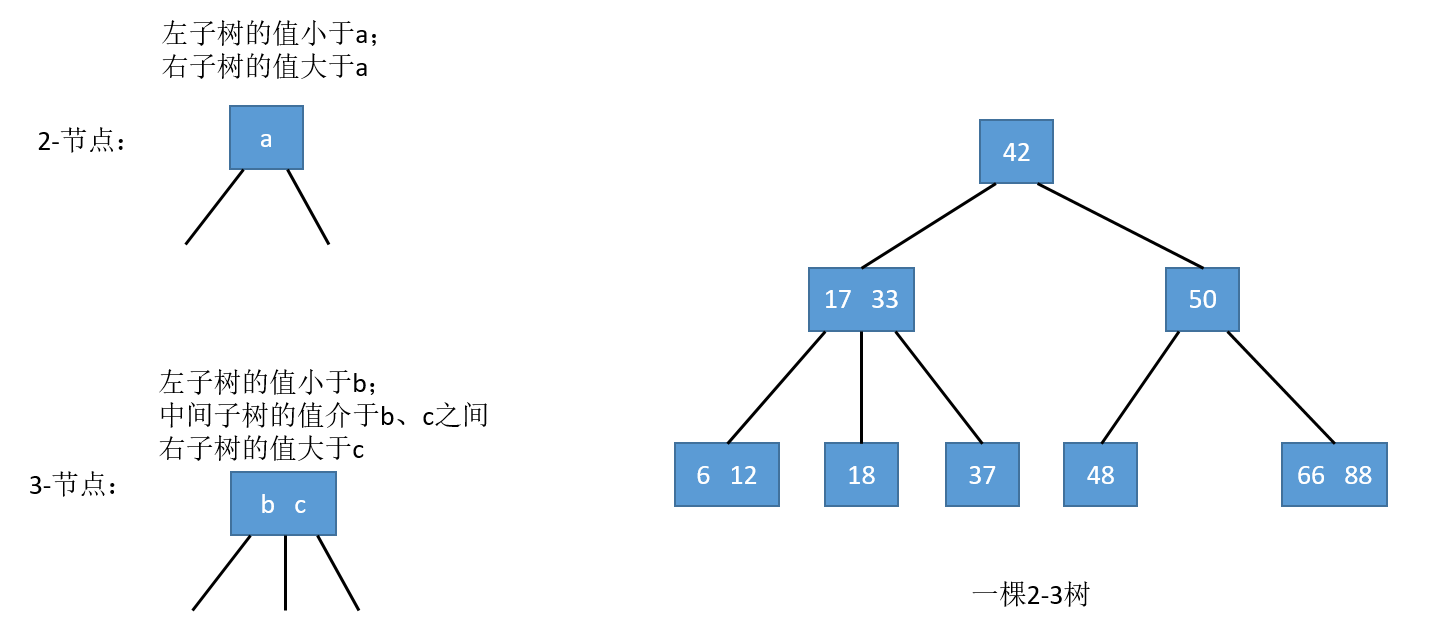 左子树的值小于a；
右子树的值大于a
2-节点：
a
左子树的值小于b；
中间子树的值介于b、c之间
右子树的值大于c
3-节点：
b c
42
17 33
50
6 12
18
37
48
66 88
一棵2-3树